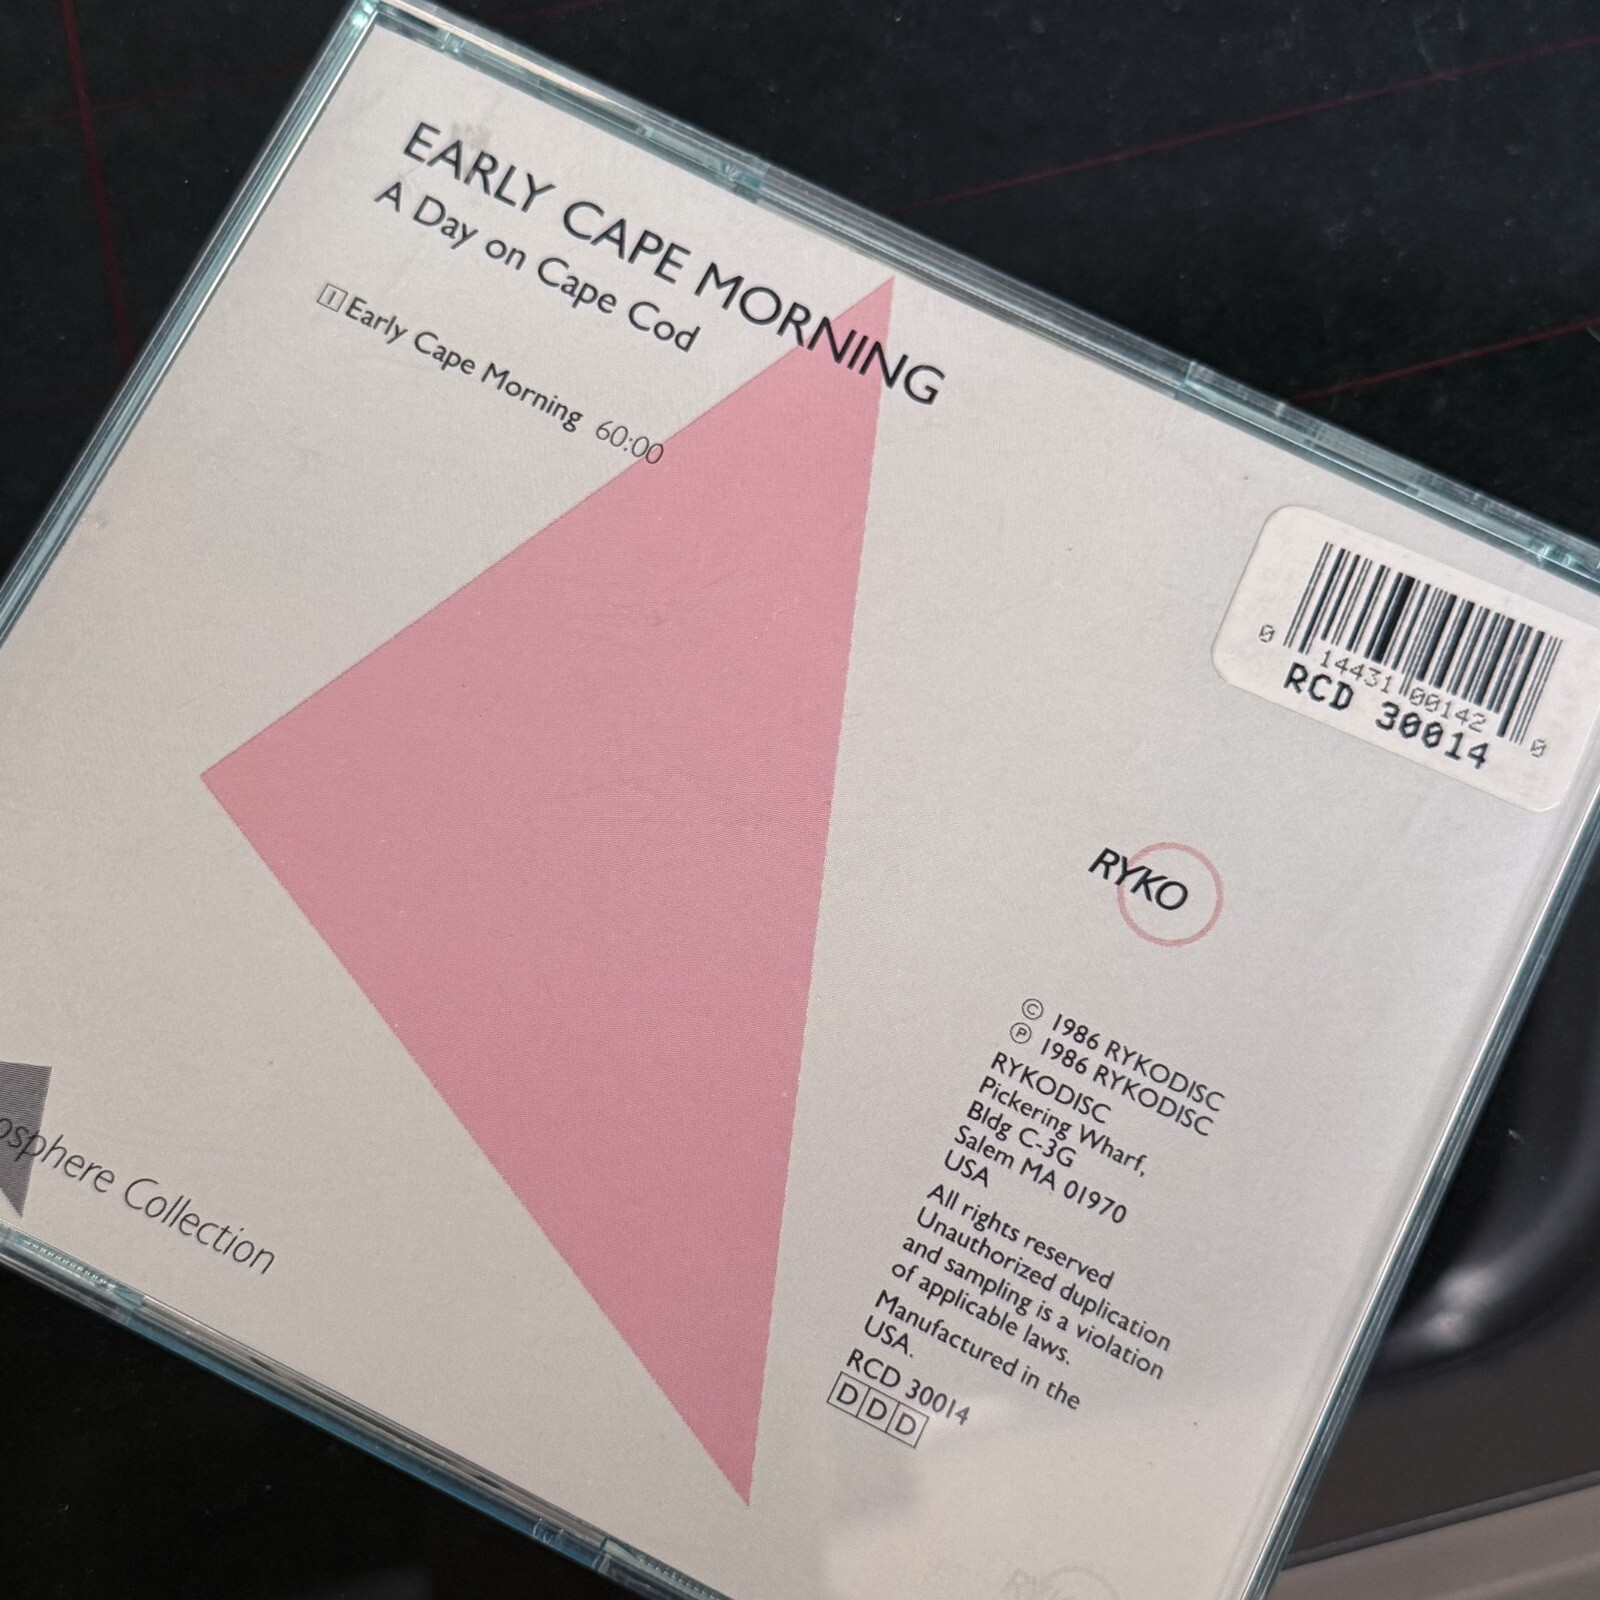 EARLY CAPE MORNING
A Day on Cape Cod
1 Early Cape Morning 60:00
0 14431 00142 0
RCD 30014
RYKO
© 1986 RYKODISC
℗ 1986 RYKODISC
RYKODISC
Pickering Wharf,
Bldg C-3G
Salem MA 01970
USA
All rights reserved
Unauthorized duplication
and sampling is a violation
of applicable laws.
Manufactured in the
USA.
RCD 30014
DDD
Collection
RYKO